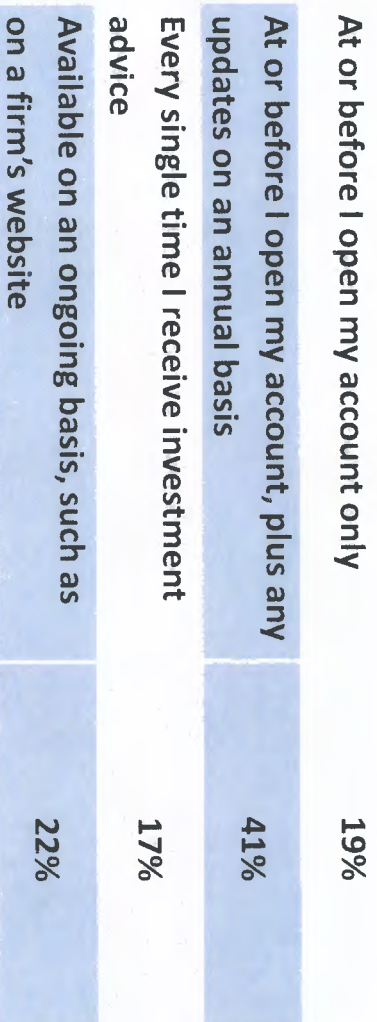 At or before I open my account only 19%
At or before I open my account, plus any
updates on an annual basis 41%
Every single time I receive investment
advice 17%
Available on an ongoing basis, such as
on a firm's website 22%